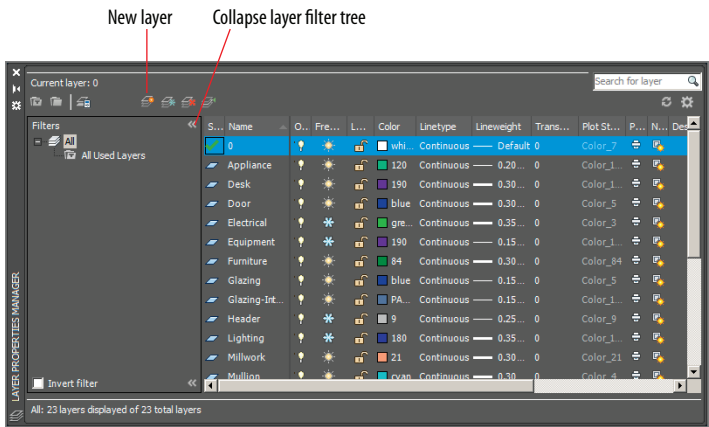 New layer
Collapse layer filter tree
Current layer: 0
Search for layer
Filters
All
All Used Layers
S... Name O.. Fre... L... Color Linetype Lineweight Trans... Plot St... P... N... Des
0 whi... Continuous Default 0 Color_7
Appliance 120 Continuous 0.20... 0 Color_1...
Desk 190 Continuous 0.30... 0 Color_1...
Door blue Continuous 0.30... 0 Color_5
Electrical gre... Continuous 0.35... 0 Color_3
Equipment 190 Continuous 0.15... 0 Color_1...
Furniture 84 Continuous 0.30... 0 Color_84
Glazing blue Continuous 0.15... 0 Color_5
Glazing-Int... PA... Continuous 0.15... 0 Color_1...
Header 9 Continuous 0.25... 0 Color_9
Lighting 180 Continuous 0.35... 0 Color_1...
Millwork 21 Continuous 0.30... 0 Color_21
Mullion cyan Continuous 0.30 0 Color_4
Invert filter
All: 23 layers displayed of 23 total layers
LAYER PROPERTIES MANAGER